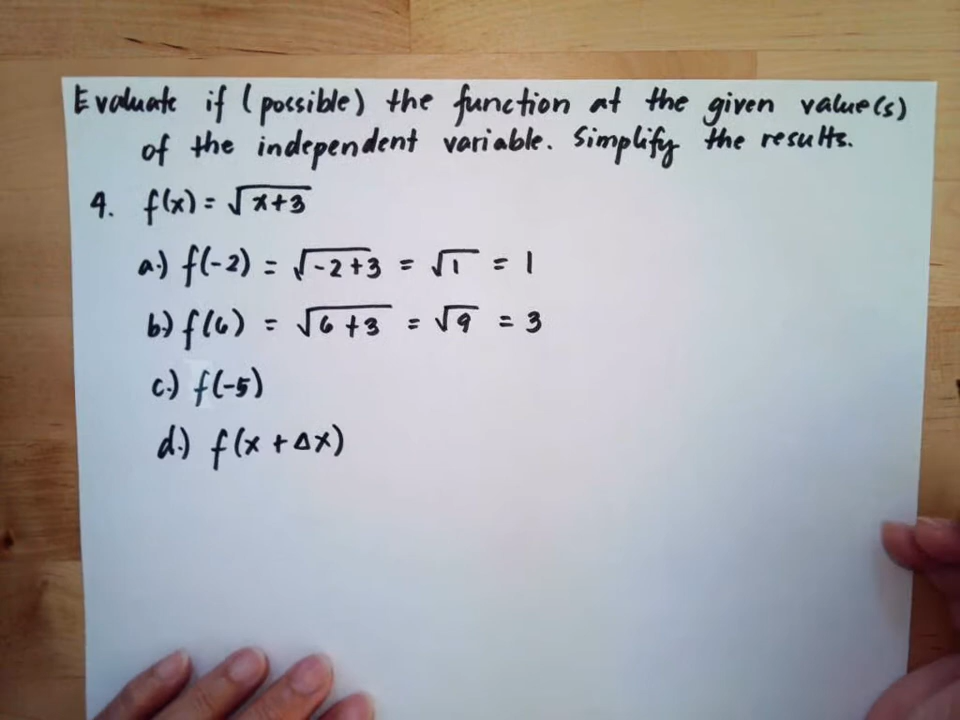 Evaluate if (possible) the function at the given value(s)
of the independent variable. Simplify the results.
4. f(x) = √x+3
a.) f(-2) = √-2+3 = √1 = 1
b.) f(6) = √6+3 = √9 = 3
c.) f(-5)
d.) f(x + Δx)